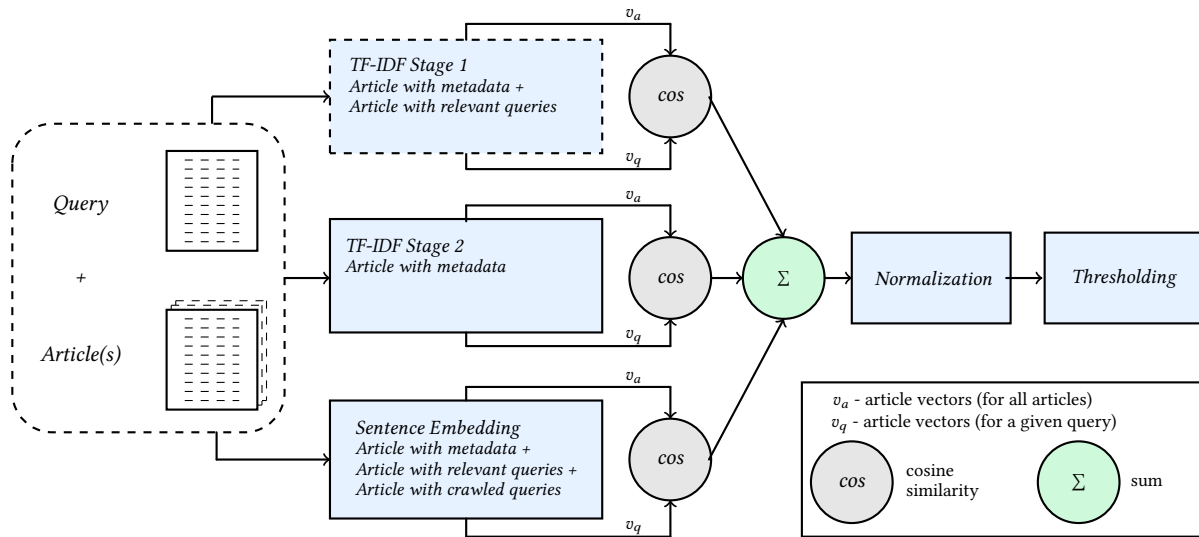 Query
+
Article(s)
v_a
TF-IDF Stage 1
Article with metadata +
Article with relevant queries
cos
v_q
v_a
TF-IDF Stage 2
Article with metadata
cos
v_q
v_a
Sentence Embedding
Article with metadata +
Article with relevant queries +
Article with crawled queries
cos
v_q
Σ
Normalization
Thresholding
v_a - article vectors (for all articles)
v_q - article vectors (for a given query)
cos
cosine
similarity
Σ
sum